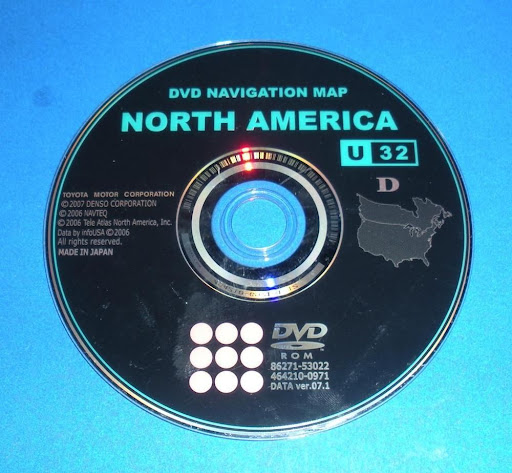 DVD NAVIGATION MAP
NORTH AMERICA
U 32
D
TOYOTA MOTOR CORPORATION
©2007 DENSO CORPORATION
©2006 NAVTEQ
©2006 Tele Atlas North America, Inc.
Data by infoUSA ©2006
All rights reserved.
MADE IN JAPAN
DVD
ROM
86271-53022
464210-0971
DATA ver.07.1